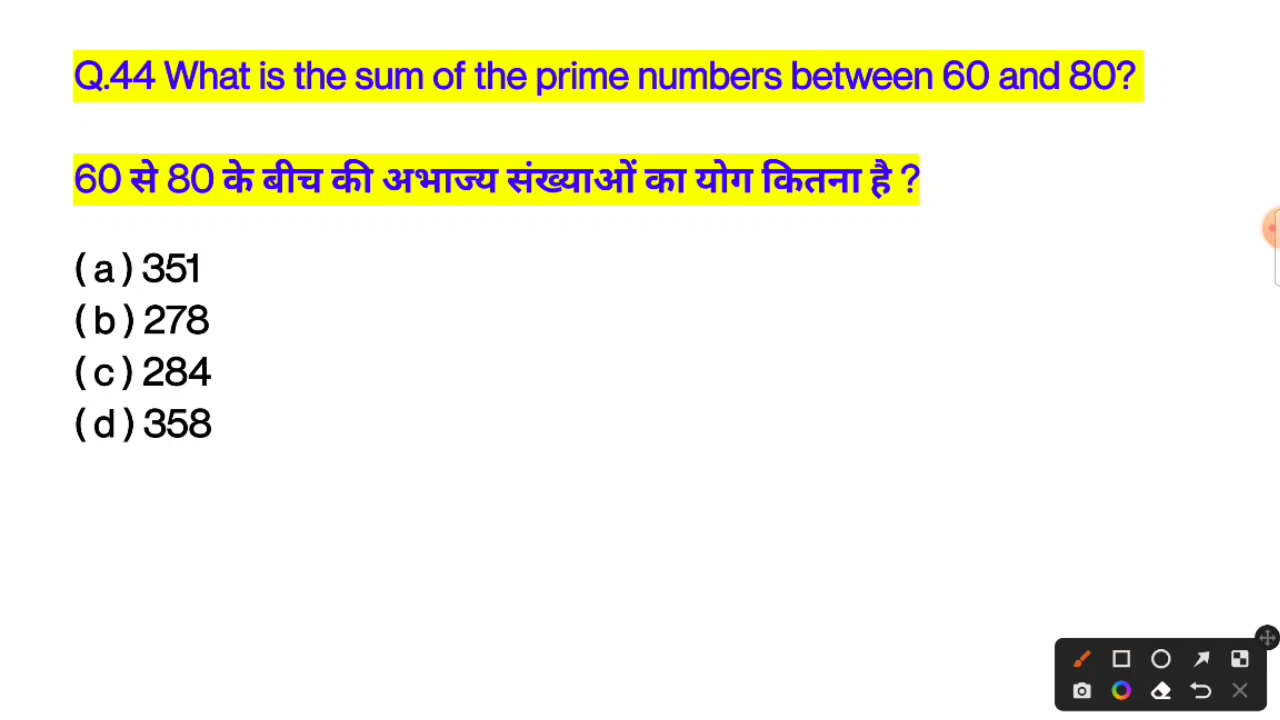 Q.44 What is the sum of the prime numbers between 60 and 80?
60 से 80 के बीच की अभाज्य संख्याओं का योग कितना है ?
( a ) 351
( b ) 278
( c ) 284
( d ) 358